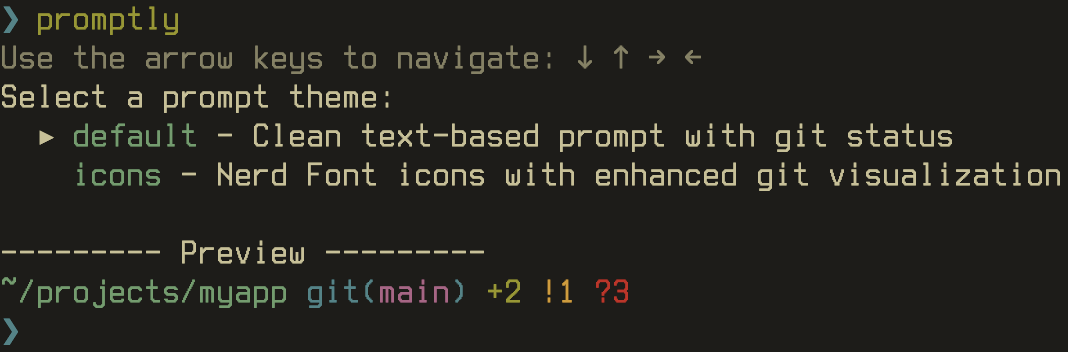 ❯ promptly
Use the arrow keys to navigate: ↓ ↑ → ←
Select a prompt theme:
▸ default - Clean text-based prompt with git status
icons - Nerd Font icons with enhanced git visualization
--------- Preview ---------
~/projects/myapp git(main) +2 !1 ?3
❯